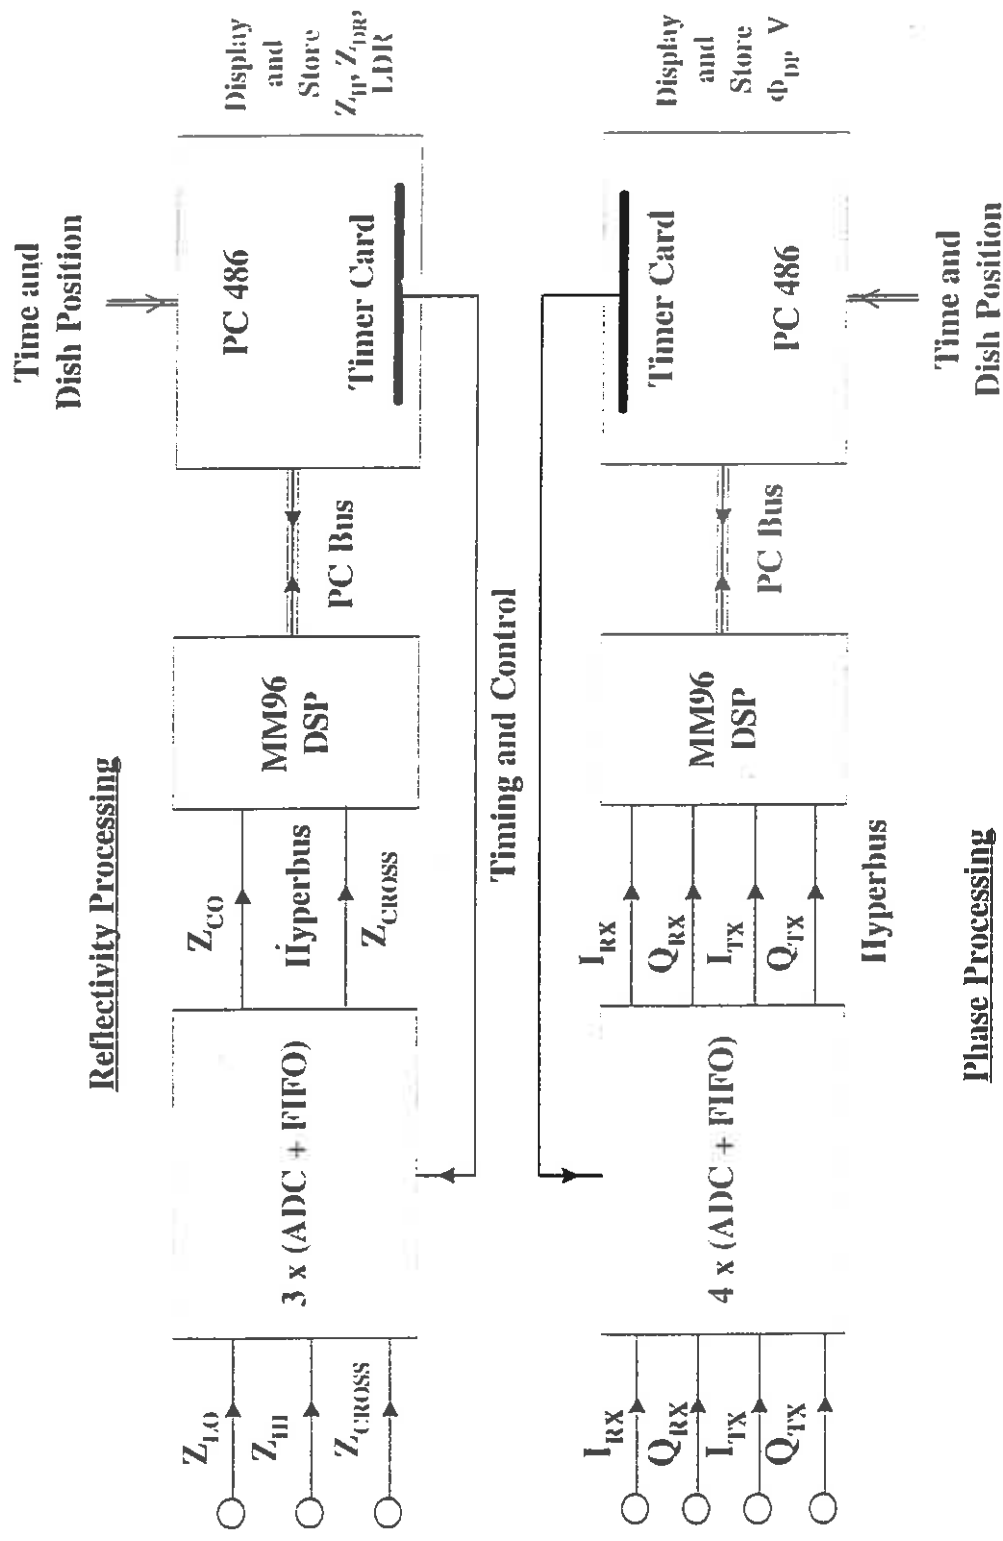 Reflectivity Processing
Z_LO
Z_HI
Z_CROSS
3 x (ADC + FIFO)
Z_CO
Hyperbus
Z_CROSS
MM96
DSP
PC Bus
Time and
Dish Position
PC 486
Timer Card
Display
and
Store
Z_H, Z_DR,
LDR
Timing and Control
I_RX
Q_RX
I_TX
Q_TX
4 x (ADC + FIFO)
I_RX
Q_RX
I_TX
Q_TX
Hyperbus
MM96
DSP
PC Bus
Timer Card
PC 486
Time and
Dish Position
Display
and
Store
Φ_DP V
Phase Processing